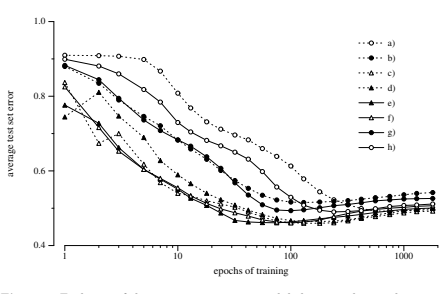 1.0
0.8
0.6
0.4
average test set error
1
10
100
1000
epochs of training
a)
b)
c)
d)
e)
f)
g)
h)